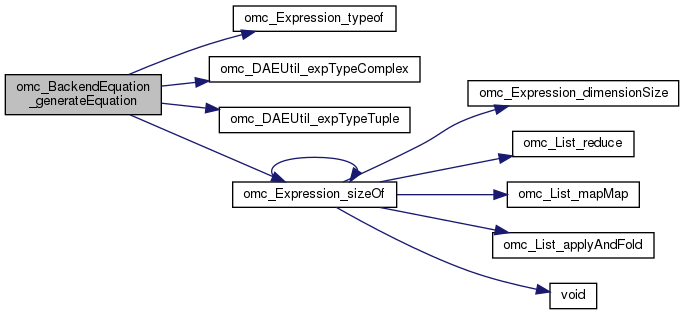 omc_BackendEquation
_generateEquation
omc_Expression_typeof
omc_DAEUtil_expTypeComplex
omc_DAEUtil_expTypeTuple
omc_Expression_sizeOf
omc_Expression_dimensionSize
omc_List_reduce
omc_List_mapMap
omc_List_applyAndFold
void